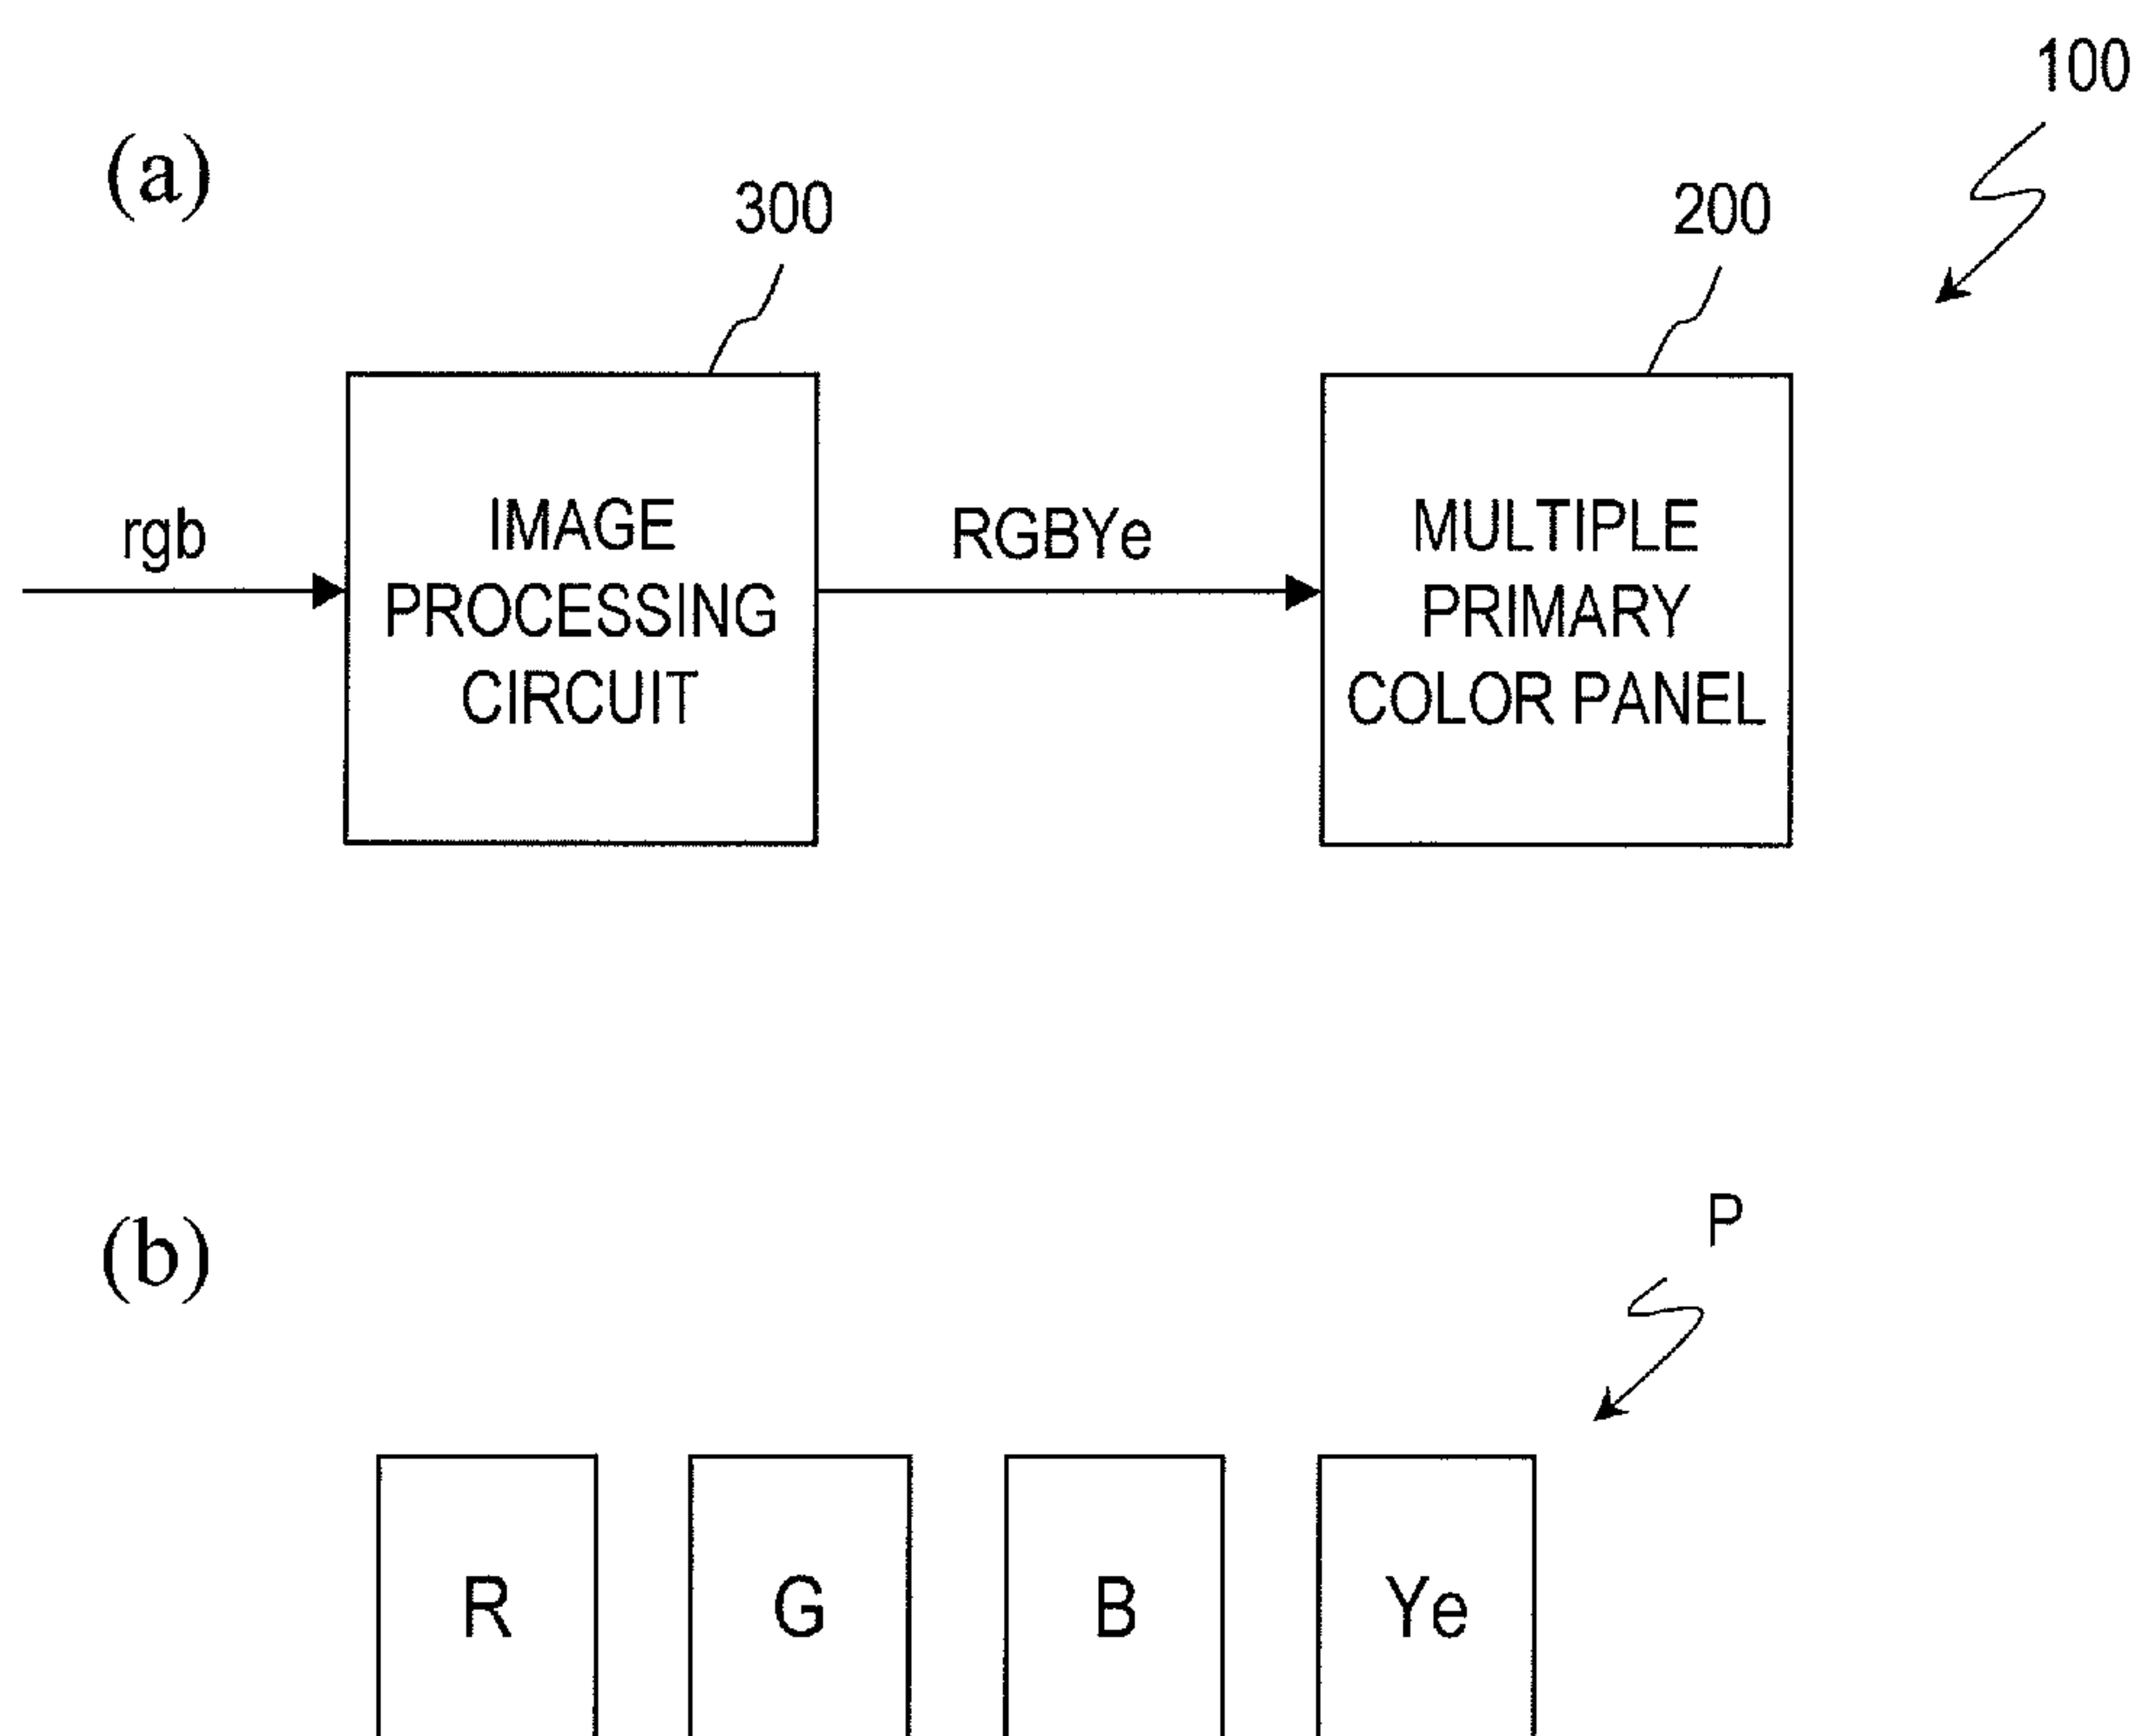 100
(a)
300
200
rgb
IMAGE
PROCESSING
CIRCUIT
RGBYe
MULTIPLE
PRIMARY
COLOR PANEL
(b)
P
R
G
B
Ye